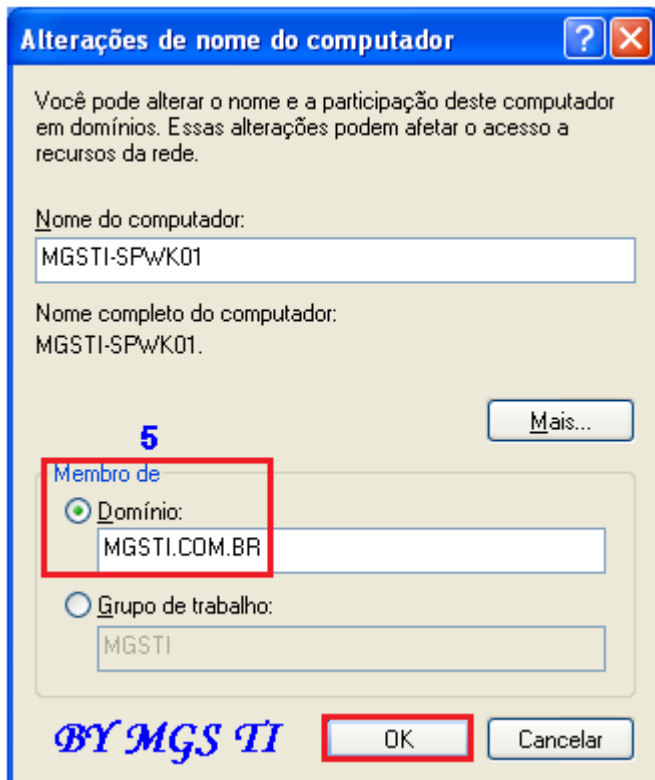 Alterações de nome do computador
Você pode alterar o nome e a participação deste computador
em domínios. Essas alterações podem afetar o acesso a
recursos da rede.
Nome do computador:
MGSTI-SPWK01
Nome completo do computador:
MGSTI-SPWK01.
Mais...
5
Membro de
Domínio:
MGSTI.COM.BR
Grupo de trabalho:
MGSTI
BY MGS TI
OK
Cancelar